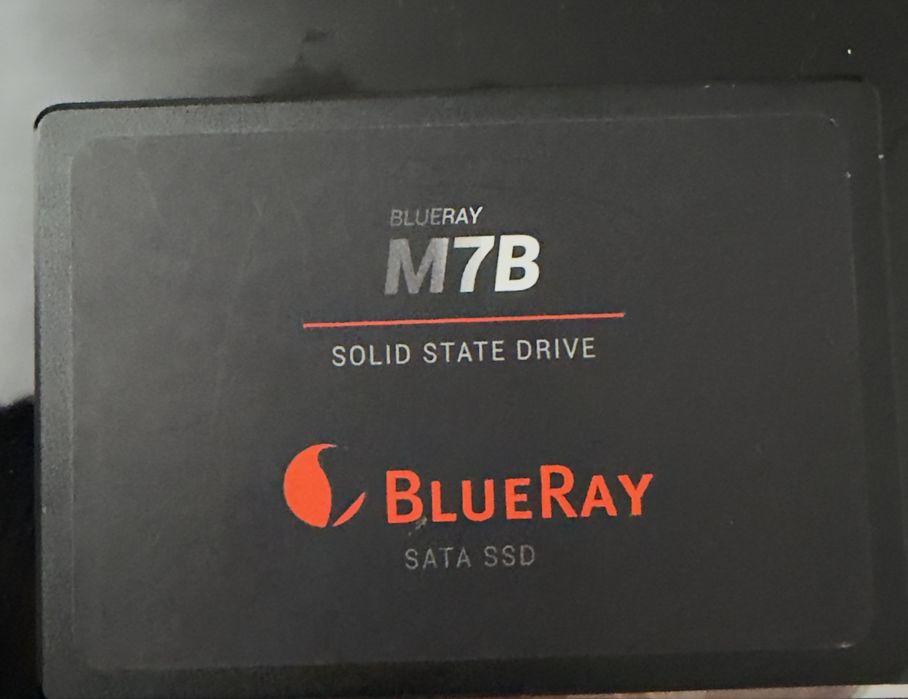 BLUERAY
M7B
SOLID STATE DRIVE
BLUERAY
SATA SSD